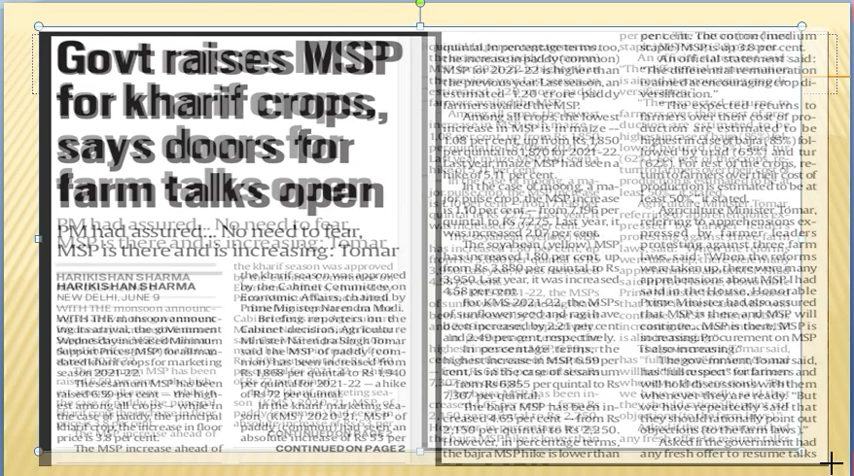 Govt raises MSP
for kharif crops,
says doors for
farm talks open
PM had assured... No need to fear,
MSP is there and is increasing: Tomar
HARIKISHAN SHARMA
NEW DELHI, JUNE 9
WITH THE monsoon announc-
ing its arrival, the government
Wednesday increased Minimum
Support Prices (MSP) for all man-
dated kharif crops for marketing
season 2021-22.
The sesamum MSP has been
raised 6.59 per cent — the high-
est among all crops — while in
the case of paddy, the main
kharif crop, the increase in floor
price is 3.8 per cent.
The MSP increase ahead of
the kharif season was approved
by the Cabinet Committee on
Economic Affairs, chaired by
Prime Minister Narendra Modi.
Briefing reporters on the
Cabinet decision, Agriculture
Minister Narendra Singh Tomar
said the MSP of paddy (com-
mon) has been increased from
Rs 1,868 per quintal to Rs 1,940
per quintal for 2021-22 — a hike
of Rs 72 per quintal.
In the kharif marketing sea-
son (KMS) 2020-21, MSP of
paddy (common) had seen an
absolute increase of Rs 53 per
CONTINUED ON PAGE 2
quintal. In percentage terms, too,
the increase in paddy (common)
MSP for 2021-22 is higher than
the previous year. Last season, an
estimated 1.20 crore paddy
farmers availed the MSP.
Among all crops, the lowest
increase in MSP is in maize —
1.08 per cent, up from Rs 1,850
per quintal to 1,870 for 2021-22.
Last year, maize MSP had seen a
hike of 5.11 per cent.
In the case of moong, a ma-
jor pulse crop, the MSP increase
is 1.10 per cent — from 7,196 per
quintal to Rs 7,275. Last year, it
was increased 2.07 per cent.
The soyabean (yellow) MSP
has increased 1.80 per cent, up
from Rs 3,880 per quintal to Rs
3,950. Last year, it was increased
4.58 per cent.
For KMS 2021-22, the MSPs
of sunflower seed and ragi have
been increased by 2.21 per cent
and 2.49 per cent, respectively.
In percentage terms, the
highest increase in MSP, 6.59
cent, is in the case of sesamum
— from Rs 6,855 per quintal to Rs
7,307 per quintal.
The bajra MSP has been in-
creased 4.65 per cent — from Rs
2,150 per quintal to Rs 2,250.
However, in percentage terms,
the bajra MSP hike is lower than
per cent. The cotton (medium
staple) MSP is up 3.8 per cent.
An official statement said:
"The differential remuneration
is aimed at encouraging crop di-
versification."
"The expected returns to
farmers over their cost of pro-
duction are estimated to be
highest in case of bajra (85%) fol-
lowed by urad (65%) and tur
(62%). For rest of the crops, re-
turn to farmers over their cost of
production is estimated to be at
least 50%," it stated.
Agriculture Minister Tomar,
referring to apprehensions ex-
pressed by farmer leaders
protesting against three farm
laws, said: "When the reforms
were taken up, there were many
apprehensions about MSP. I had
said in the House, Honorable
Prime Minister had also assured
that MSP is there and MSP will
continue... MSP is there, MSP is
increasing. Procurement on MSP
is also increasing."
The government, Tomar said,
has "full respect" for farmers and
will hold discussions with them
wherever they are ready. "But
we have repeatedly said that
they should rationally point out
objections (to the farm laws)."
Asked if the government had
any fresh offer to resume talks